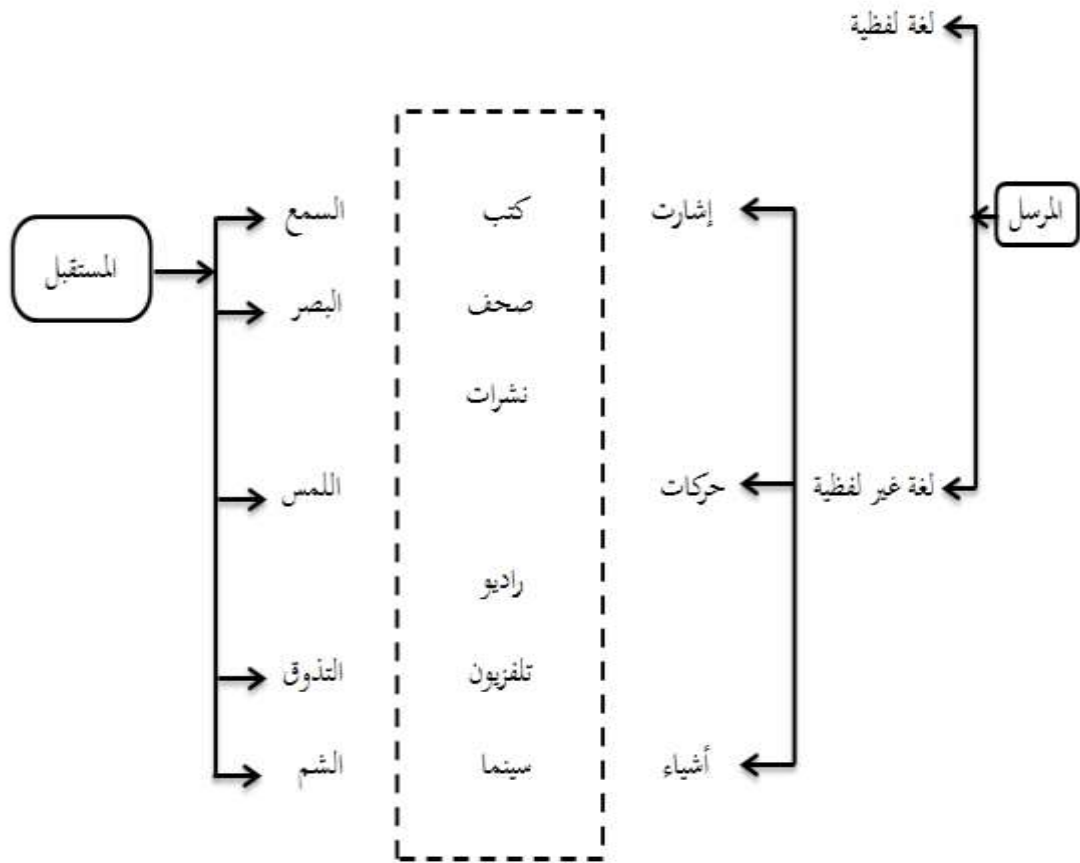 لغة لفظية
المرسل
إشارت
كتب
السمع
المستقبل
صحف
البصر
نشرات
لغة غير لفظية
حركات
اللمس
راديو
تلفزيون
التذوق
أشياء
سينما
الشم